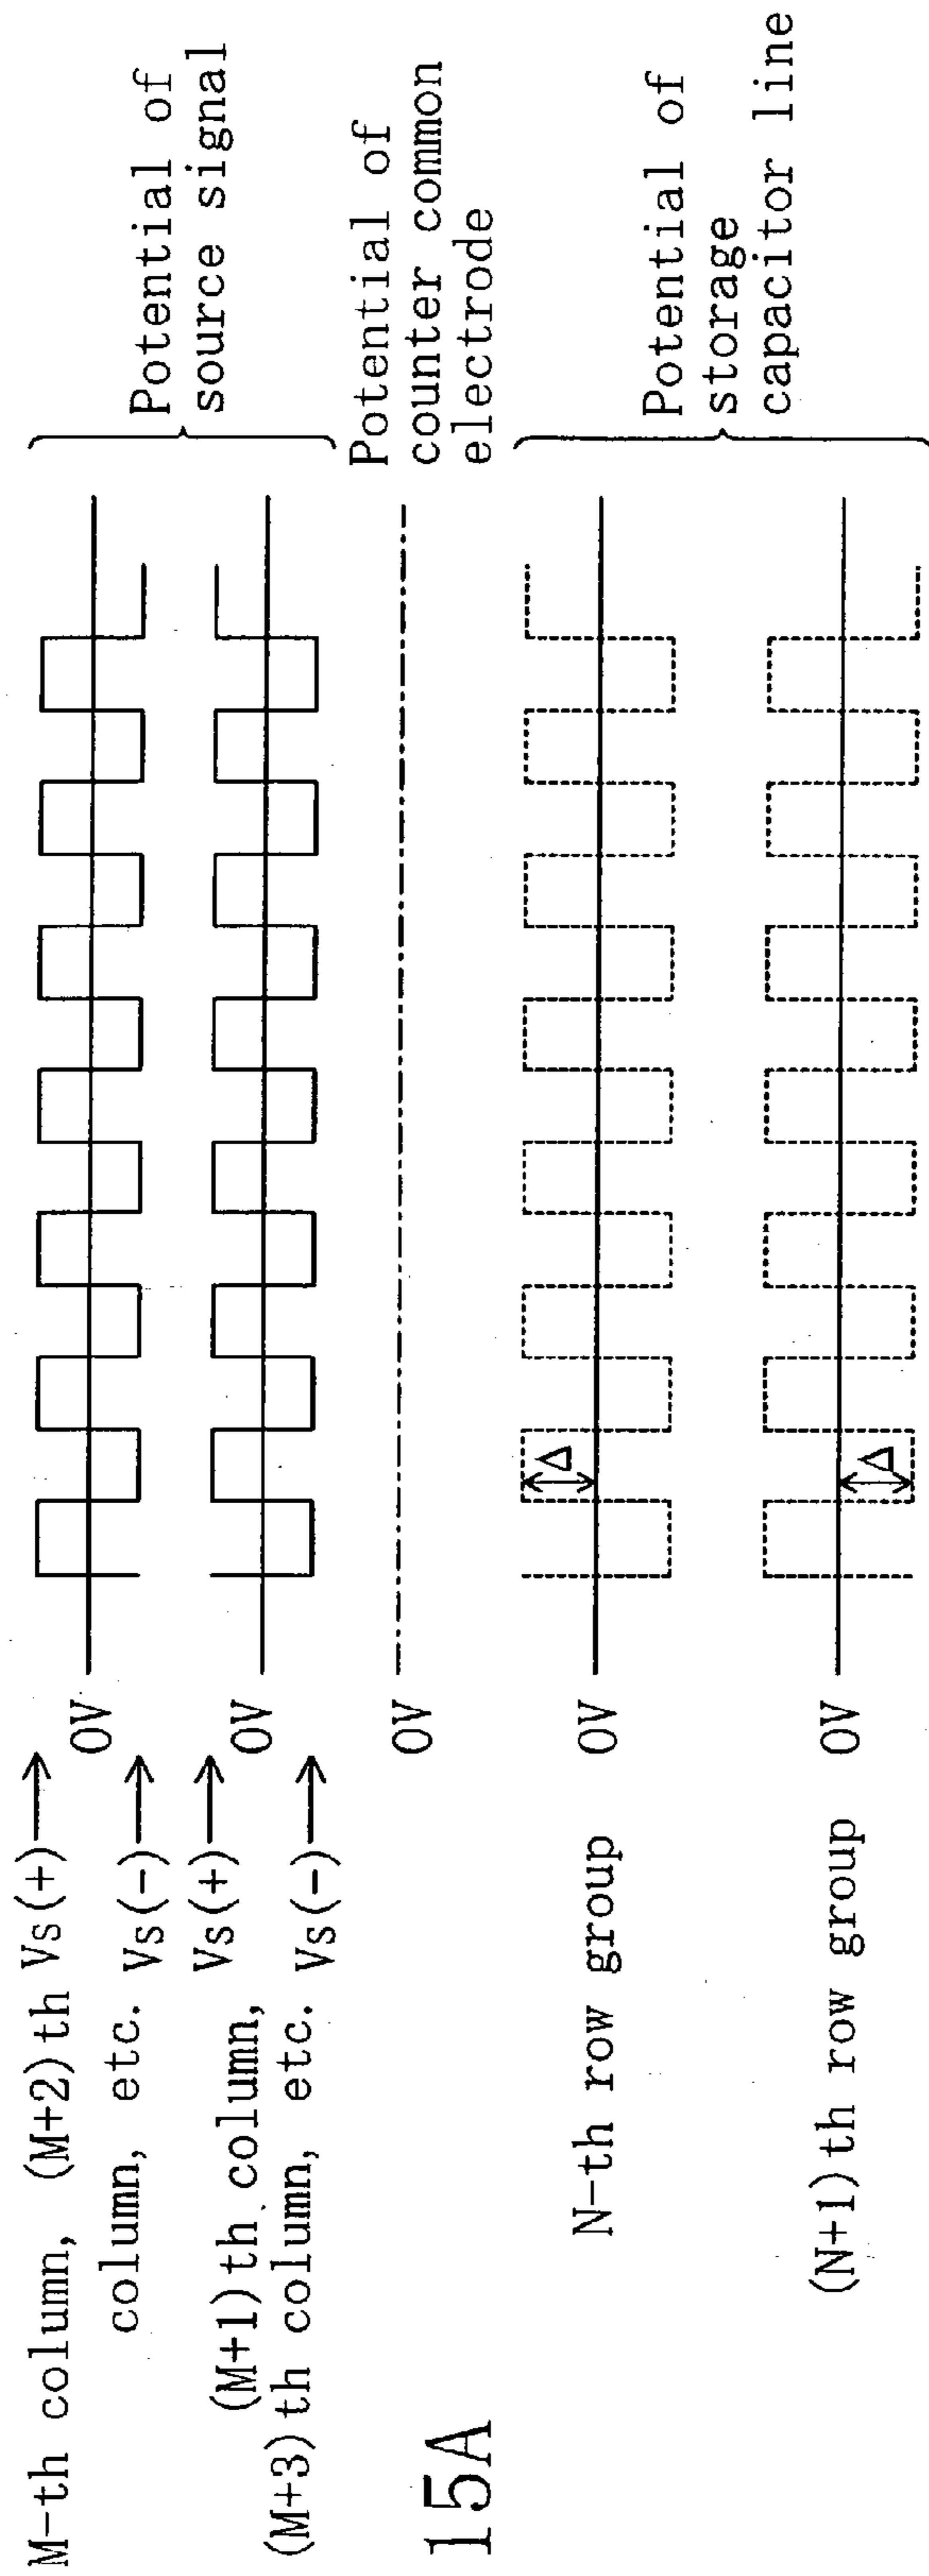 M-th column, (M+2)th Vs(+)
0V
column, etc. Vs(-)
Potential of
source signal
(M+1)th column, Vs(+)
0V
(M+3)th column, etc. Vs(-)
0V
Potential of
counter common
electrode
15A
N-th row group 0V
Δ
(N+1)th row group 0V
Δ
Potential of
storage
capacitor line